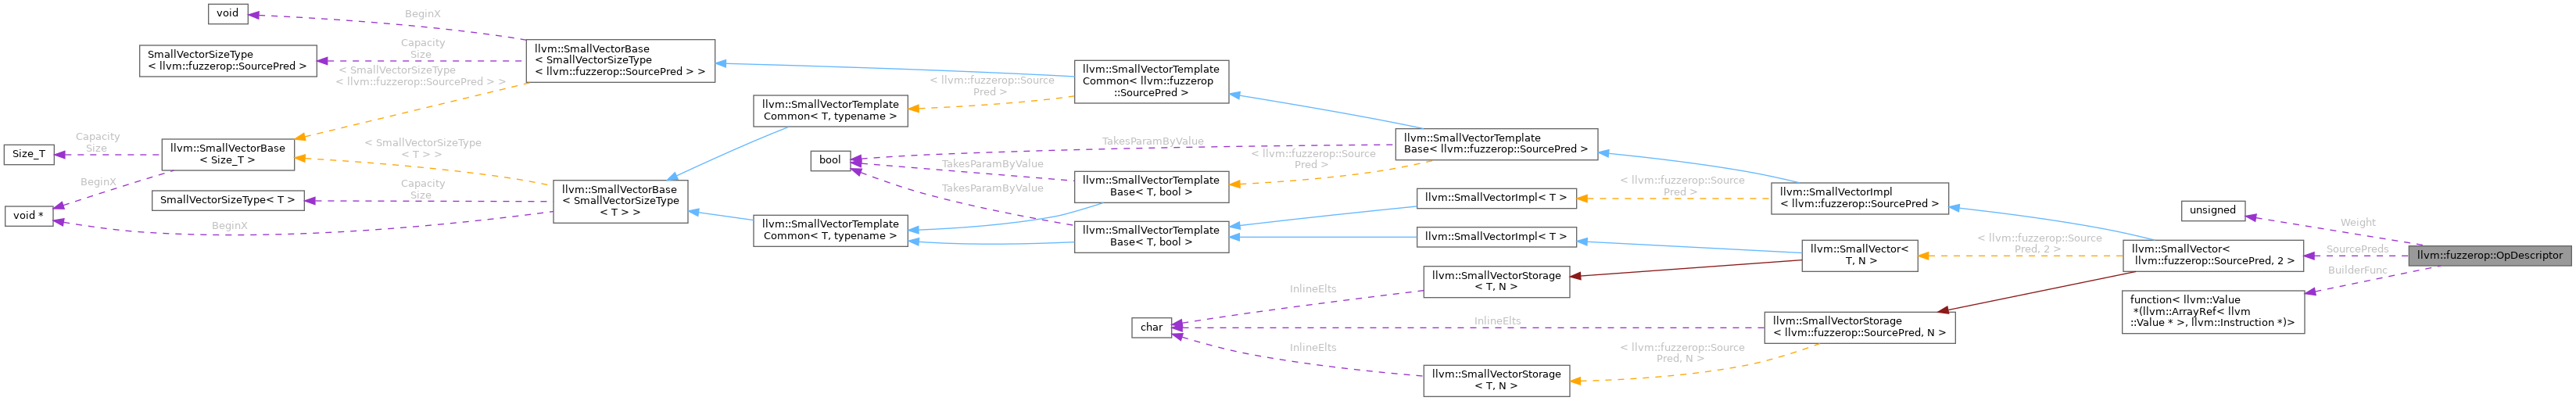 void
BeginX
SmallVectorSizeType
< llvm::fuzzerop::SourcePred >
Capacity
Size
llvm::SmallVectorBase
< SmallVectorSizeType
< llvm::fuzzerop::SourcePred > >
< SmallVectorSizeType
< llvm::fuzzerop::SourcePred > >
Size_T
Capacity
Size
llvm::SmallVectorBase
< Size_T >
< SmallVectorSizeType
< T > >
void *
BeginX
SmallVectorSizeType< T >
Capacity
Size
BeginX
llvm::SmallVectorBase
< SmallVectorSizeType
< T > >
llvm::SmallVectorTemplate
Common< T, typename >
< llvm::fuzzerop::Source
Pred >
llvm::SmallVectorTemplate
Common< llvm::fuzzerop
::SourcePred >
llvm::SmallVectorTemplate
Common< T, typename >
bool
TakesParamByValue
TakesParamByValue
TakesParamByValue
llvm::SmallVectorTemplate
Base< T, bool >
llvm::SmallVectorTemplate
Base< T, bool >
< llvm::fuzzerop::Source
Pred >
llvm::SmallVectorTemplate
Base< llvm::fuzzerop::SourcePred >
llvm::SmallVectorImpl< T >
llvm::SmallVectorImpl< T >
< llvm::fuzzerop::Source
Pred >
llvm::SmallVectorImpl
< llvm::fuzzerop::SourcePred >
char
InlineElts
InlineElts
InlineElts
llvm::SmallVectorStorage
< T, N >
llvm::SmallVectorStorage
< T, N >
< llvm::fuzzerop::Source
Pred, N >
llvm::SmallVectorStorage
< llvm::fuzzerop::SourcePred, N >
llvm::SmallVector<
T, N >
< llvm::fuzzerop::Source
Pred, 2 >
llvm::SmallVector<
llvm::fuzzerop::SourcePred, 2 >
unsigned
Weight
SourcePreds
BuilderFunc
function< llvm::Value
*(llvm::ArrayRef< llvm
::Value * >, llvm::Instruction *)>
llvm::fuzzerop::OpDescriptor